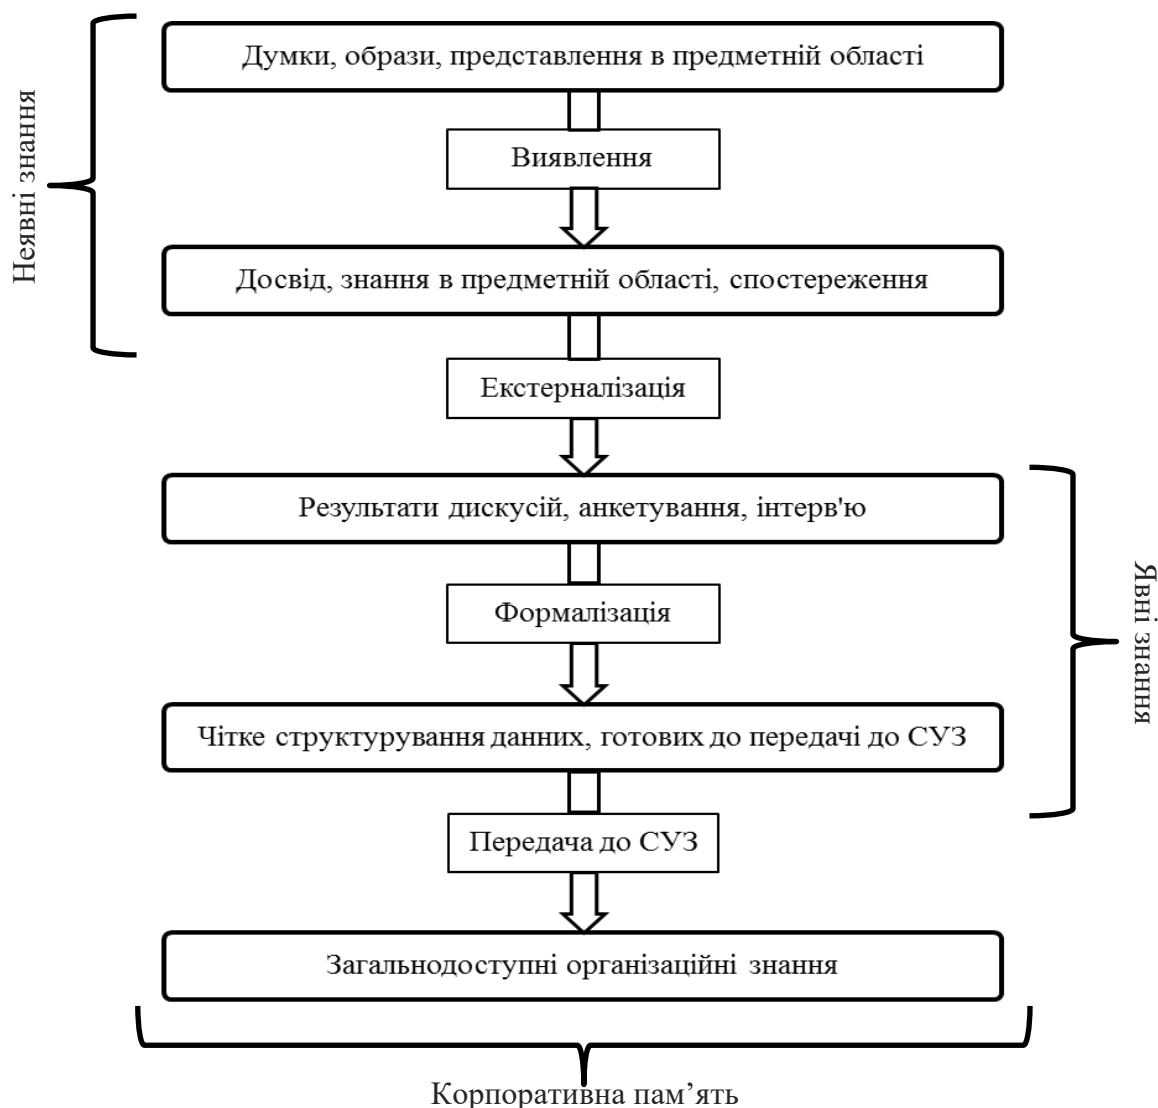 Думки, образи, представлення в предметній області
Виявлення
Неявні знання
Досвід, знання в предметній області, спостереження
Екстерналізація
Результати дискусій, анкетування, інтерв'ю
Формалізація
Явні знання
Чітке структурування данних, готових до передачі до СУЗ
Передача до СУЗ
Загальнодоступні організаційні знання
Корпоративна пам’ять